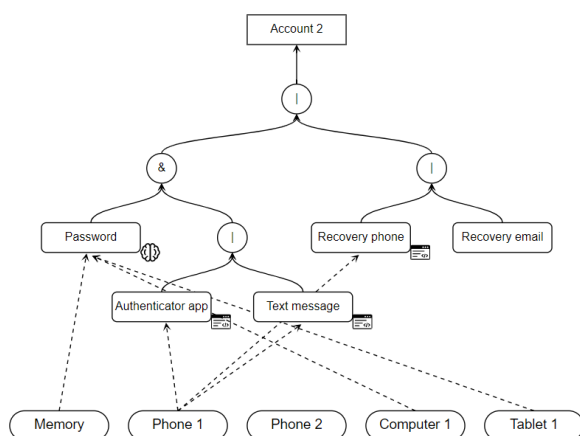 Account 2
|
&
|
Password
|
Recovery phone
Recovery email
Authenticator app
Text message
Memory
Phone 1
Phone 2
Computer 1
Tablet 1